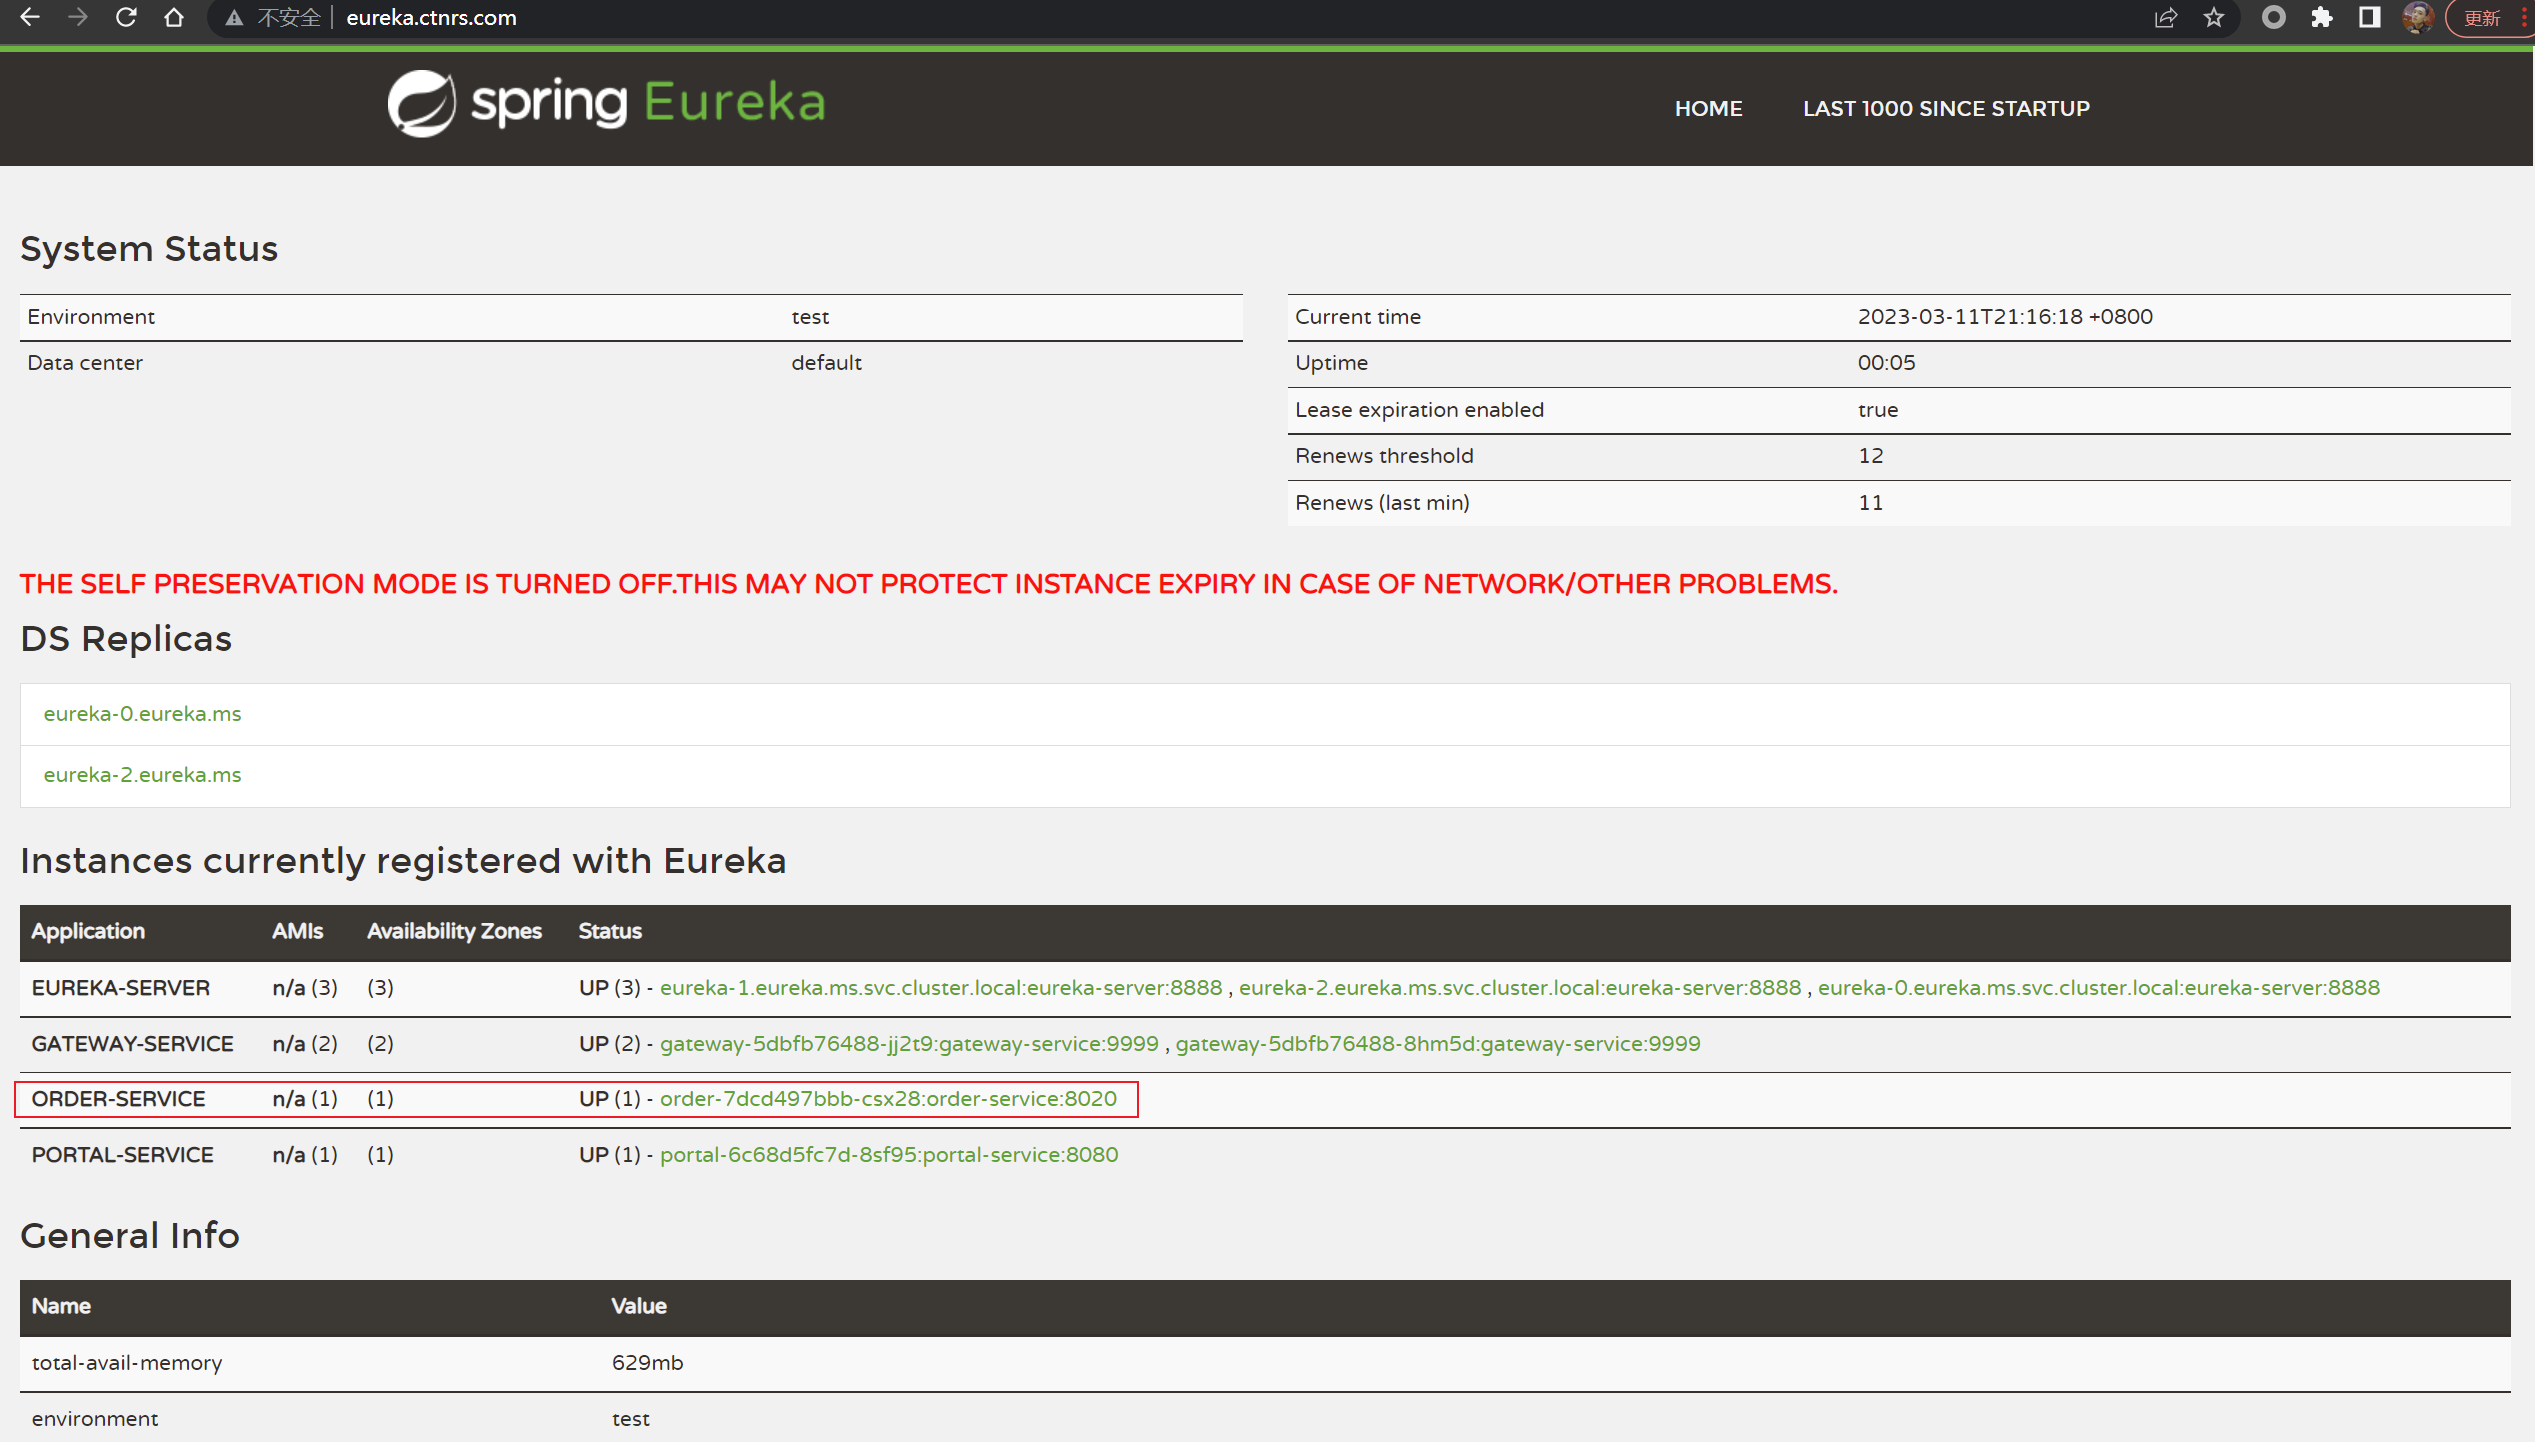 不安全 eureka.ctnrs.com 更新
spring Eureka HOME LAST 1000 SINCE STARTUP
System Status
Environment test
Data center default
Current time 2023-03-11T21:16:18 +0800
Uptime 00:05
Lease expiration enabled true
Renews threshold 12
Renews (last min) 11
THE SELF PRESERVATION MODE IS TURNED OFF.THIS MAY NOT PROTECT INSTANCE EXPIRY IN CASE OF NETWORK/OTHER PROBLEMS.
DS Replicas
eureka-0.eureka.ms
eureka-2.eureka.ms
Instances currently registered with Eureka
Application AMIs Availability Zones Status
EUREKA-SERVER n/a (3) (3) UP (3) - eureka-1.eureka.ms.svc.cluster.local:eureka-server:8888 , eureka-2.eureka.ms.svc.cluster.local:eureka-server:8888 , eureka-0.eureka.ms.svc.cluster.local:eureka-server:8888
GATEWAY-SERVICE n/a (2) (2) UP (2) - gateway-5dbfb76488-jj2t9:gateway-service:9999 , gateway-5dbfb76488-8hm5d:gateway-service:9999
ORDER-SERVICE n/a (1) (1) UP (1) - order-7dcd497bbb-csx28:order-service:8020
PORTAL-SERVICE n/a (1) (1) UP (1) - portal-6c68d5fc7d-8sf95:portal-service:8080
General Info
Name Value
total-avail-memory 629mb
environment test